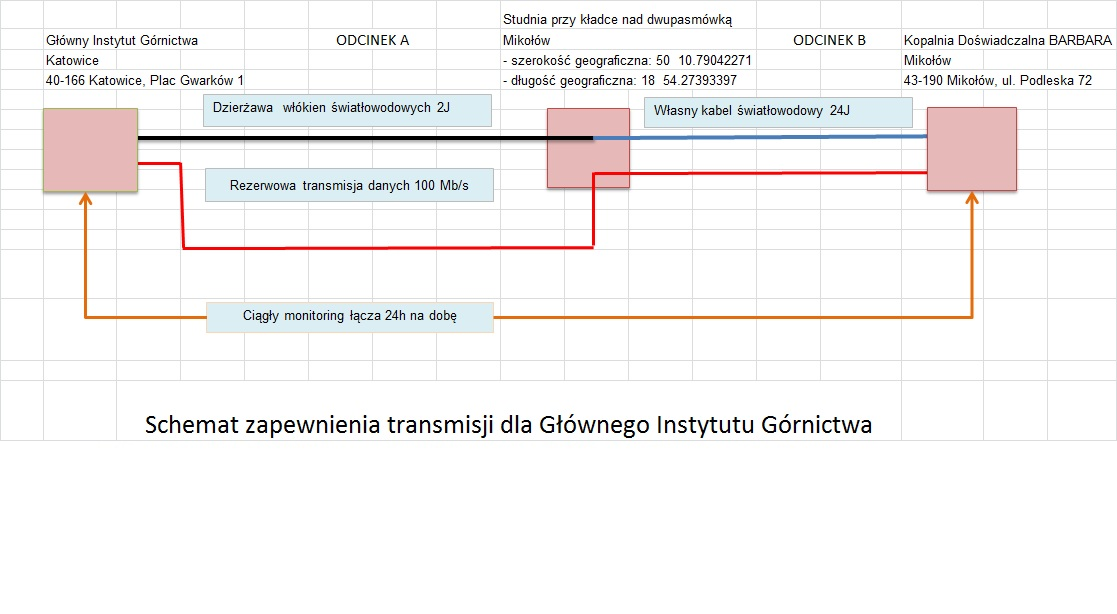 Studnia przy kładce nad dwupasmówką
Główny Instytut Górnictwa
ODCINEK A
Mikołów
ODCINEK B
Kopalnia Doświadczalna BARBARA
Katowice
- szerokość geograficzna: 50  10.79042271
Mikołów
40-166 Katowice, Plac Gwarków 1
- długość geograficzna: 18  54.27393397
43-190 Mikołów, ul. Podleska 72
Dzierżawa  włókien światłowodowych 2J
Własny kabel światłowodowy  24J
Rezerwowa transmisja danych 100 Mb/s
Ciągły monitoring łącza 24h na dobę
Schemat zapewnienia transmisji dla Głównego Instytutu Górnictwa